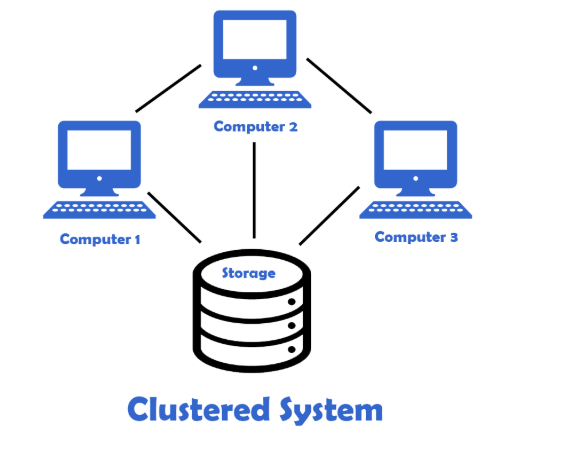 Computer 2
Computer 1
Computer 3
Storage
Clustered System